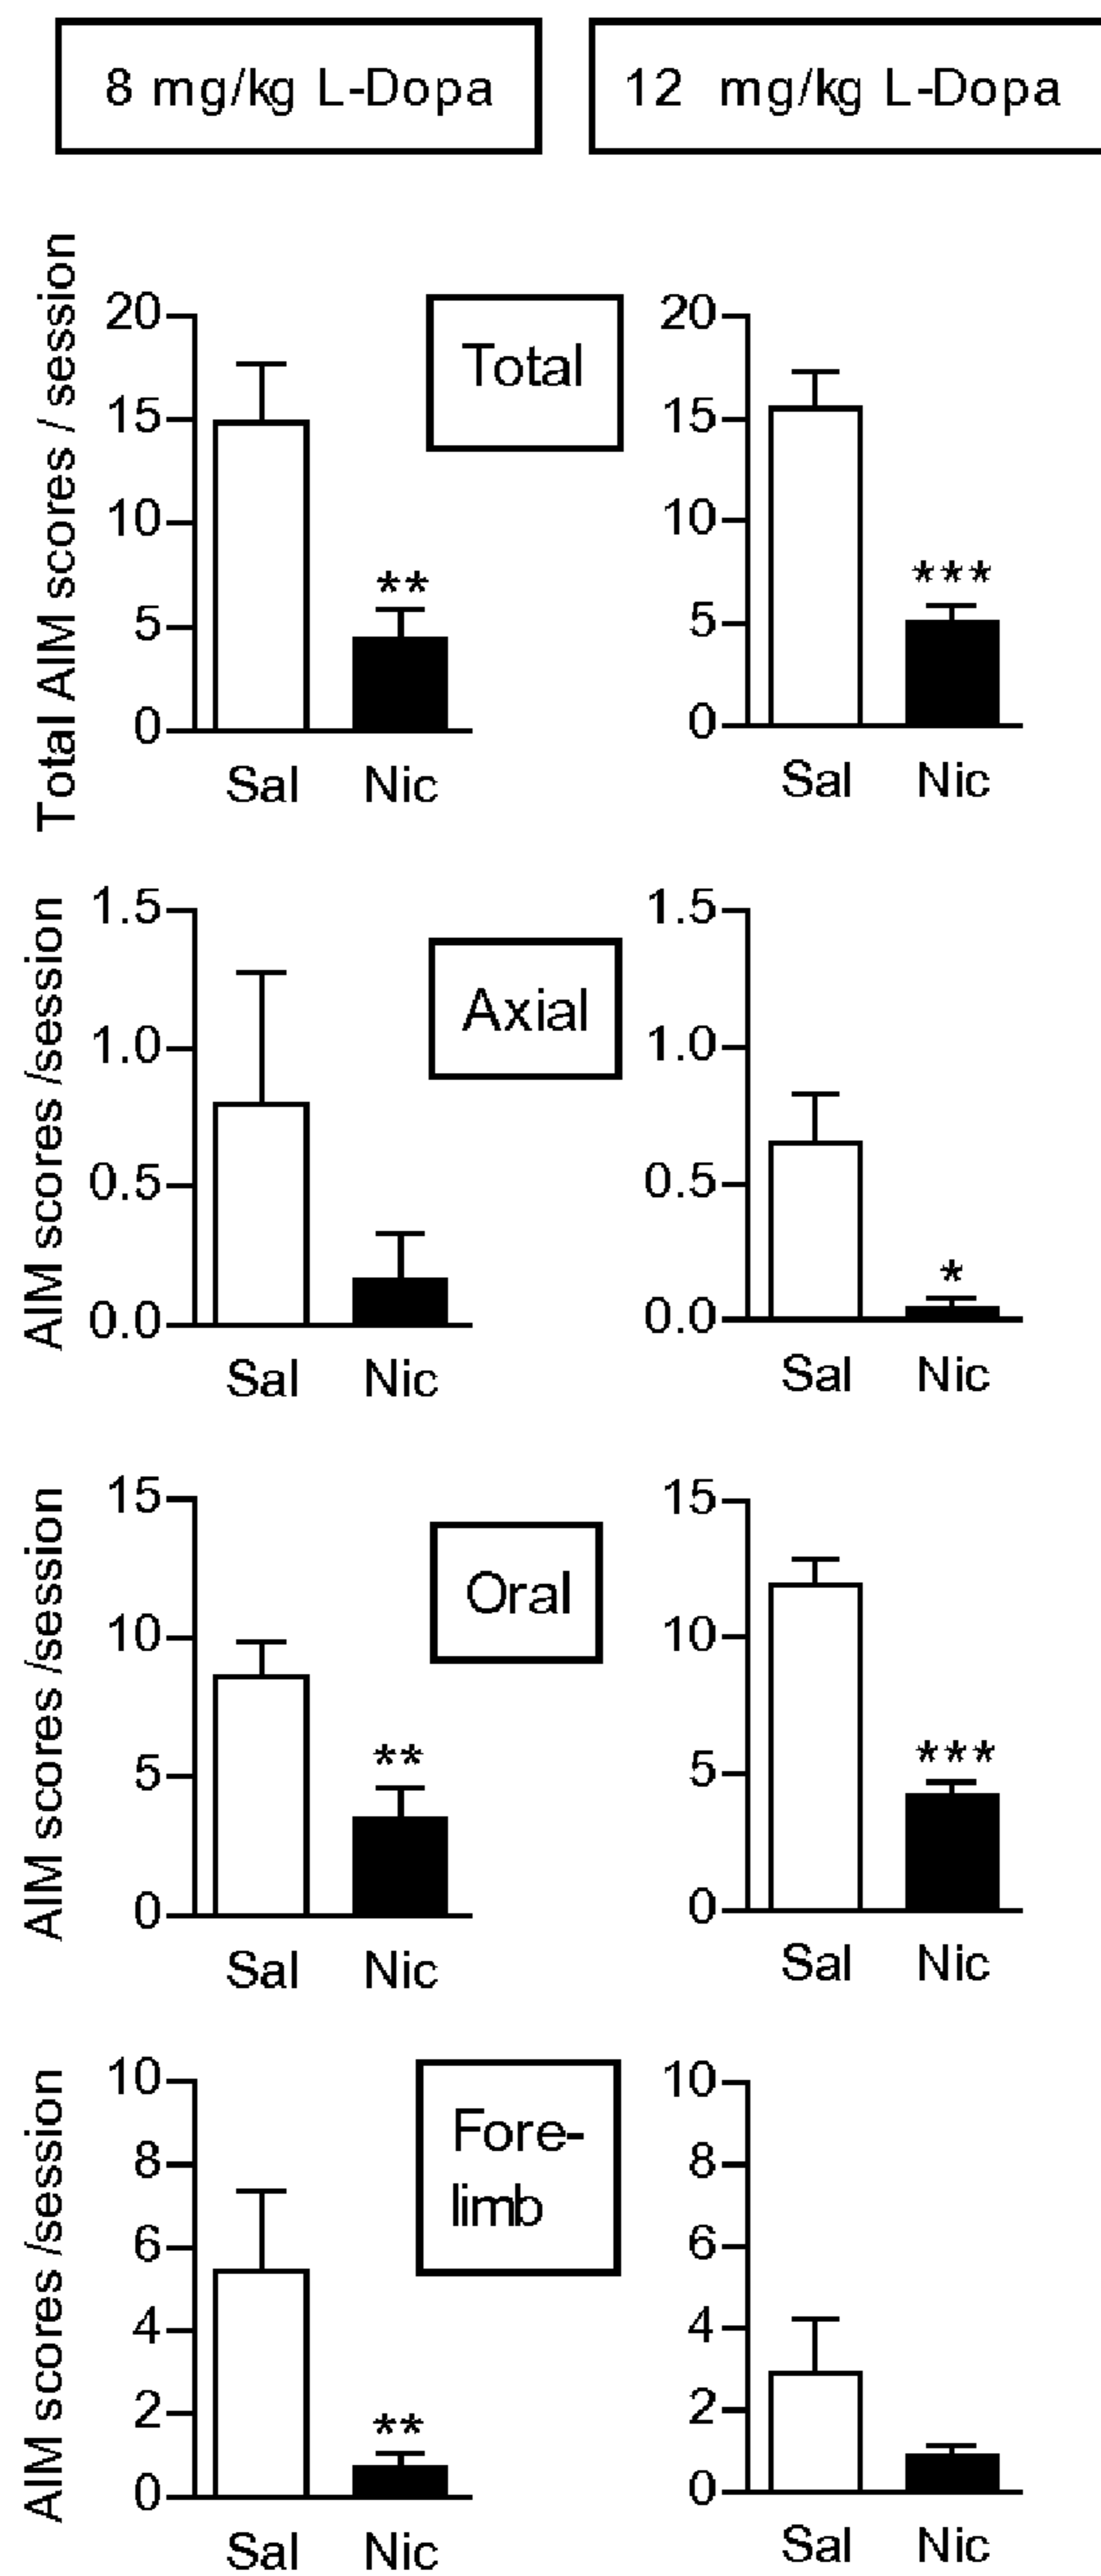 8 mg/kg L-Dopa
12 mg/kg L-Dopa
Total AIM scores / session
20
15
10
5
0
**
Sal Nic
Total
20
15
10
5
0
***
Sal Nic
AIM scores /session
1.5
1.0
0.5
0.0
Sal Nic
Axial
1.5
1.0
0.5
0.0
*
Sal Nic
AIM scores /session
15
10
5
0
**
Sal Nic
Oral
15
10
5
0
***
Sal Nic
AIM scores /session
10
8
6
4
2
0
**
Sal Nic
Fore-
limb
10
8
6
4
2
0
Sal Nic